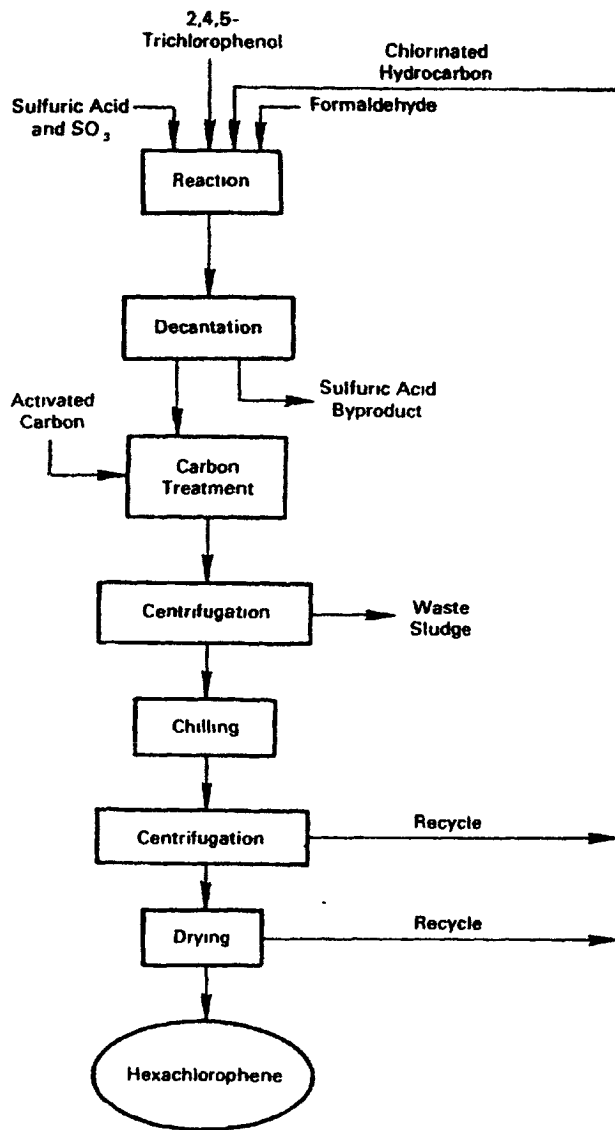 2,4,5-
Trichlorophenol
Chlorinated
Hydrocarbon
Sulfuric Acid
and SO₃
Formaldehyde
Reaction
Decantation
Sulfuric Acid
Byproduct
Activated
Carbon
Carbon
Treatment
Centrifugation
Waste
Sludge
Chilling
Centrifugation
Recycle
Drying
Recycle
Hexachlorophene